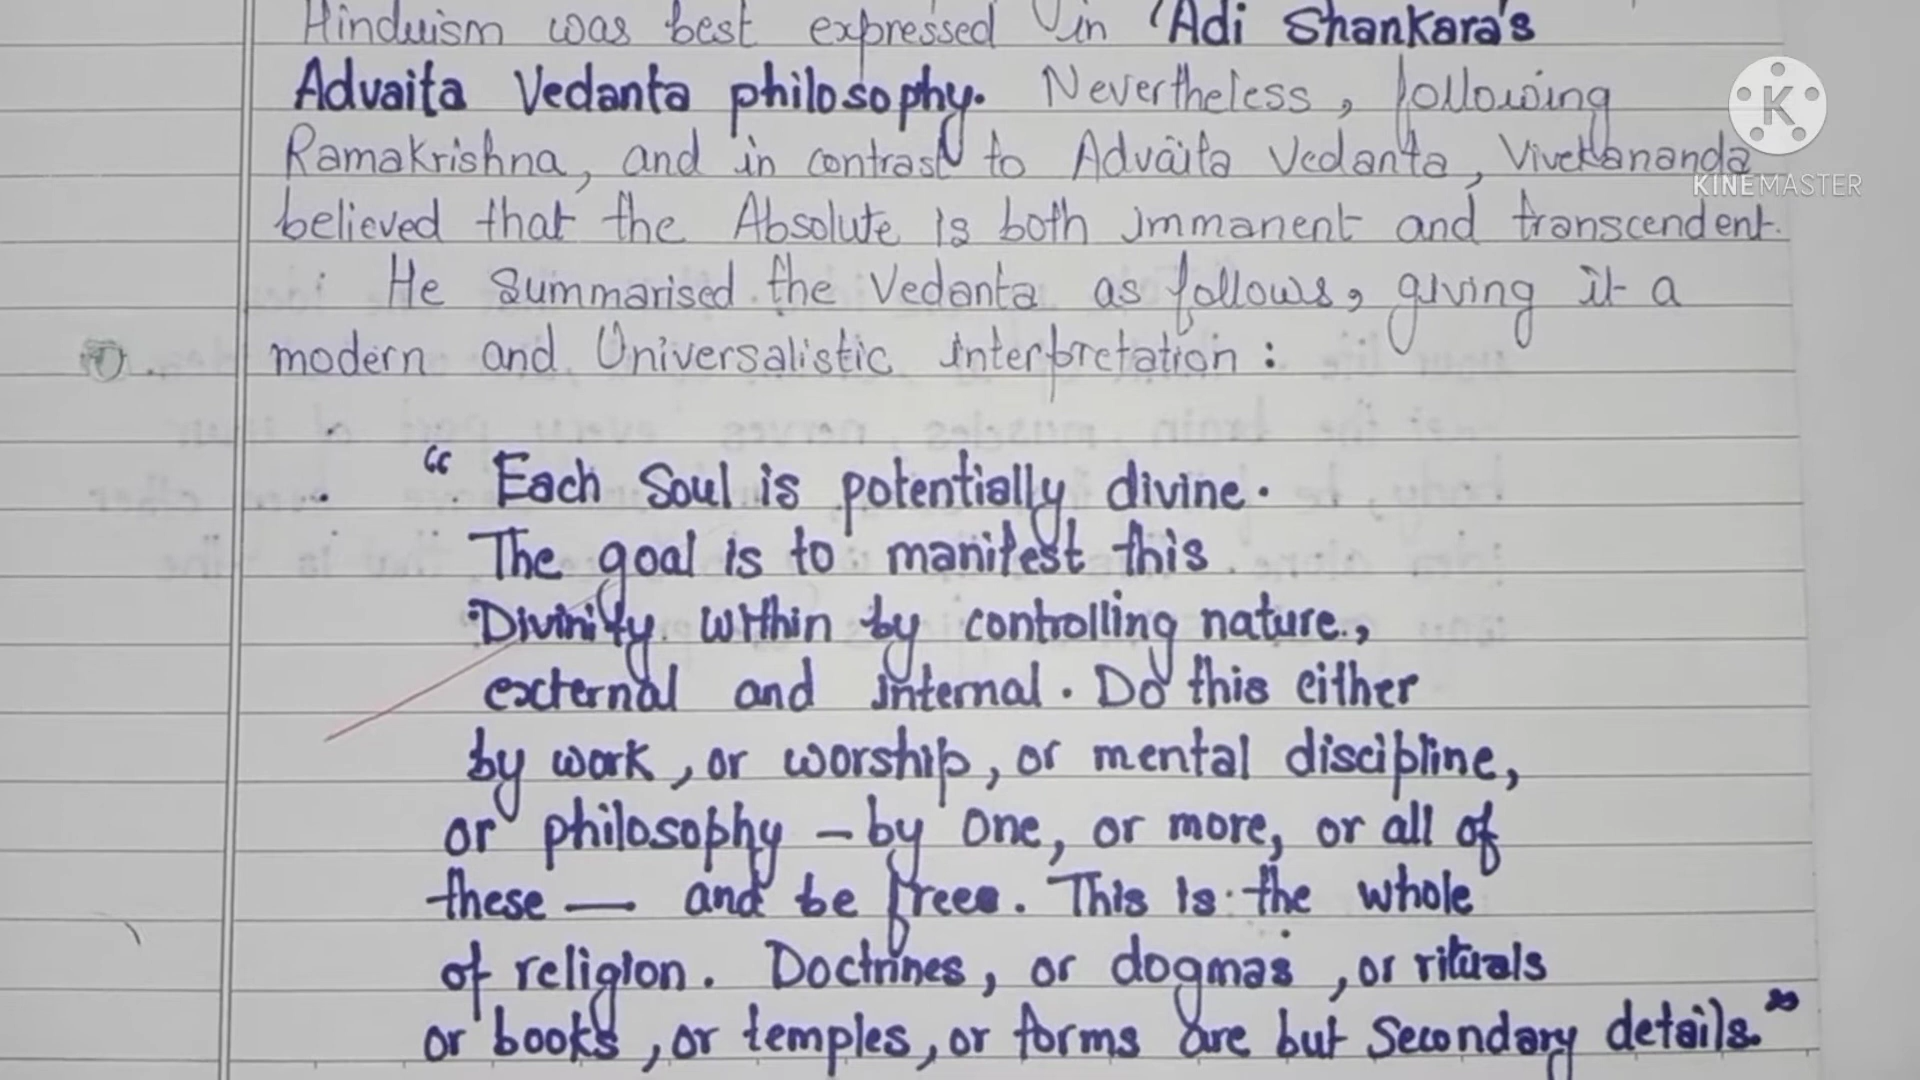 Hinduism was best expressed in 'Adi Shankara's
Advaita Vedanta philosophy. Nevertheless, following
Ramakrishna, and in contrast to Advaita Vedanta, Vivekananda
believed that the Absolute is both immanent and transcendent.
He Summarised the Vedanta as follows, giving it a
modern and Universalistic interpretation :
" Each Soul is potentially divine.
The goal is to manifest this
Divinity within by controlling nature,
external and internal. Do this either
by work, or worship, or mental discipline,
or philosophy – by one, or more, or all of
these — and be free. This is the whole
of religion. Doctrines, or dogmas, or rituals
or books, or temples, or forms are but Secondary details."
K
KINEMASTER